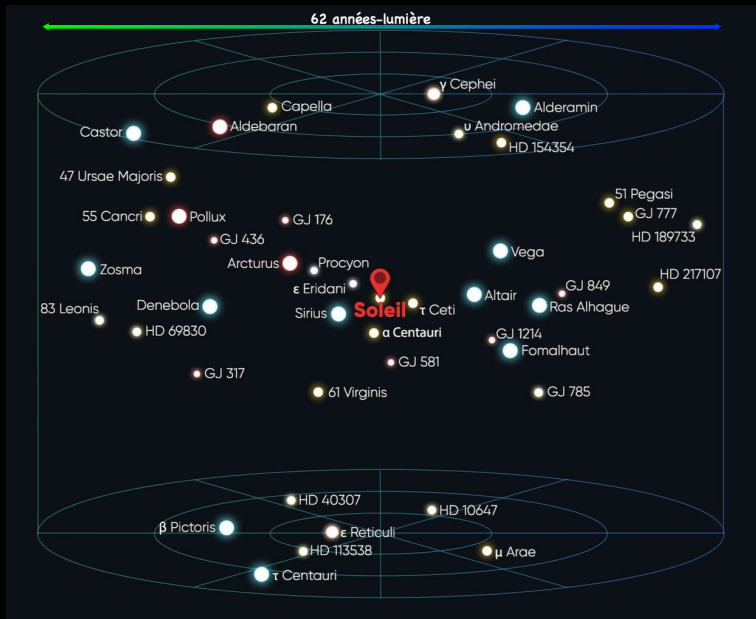 62 années-lumière
γ Cephei
Capella
Alderamin
Aldebaran
Castor
υ Andromedae
HD 154354
47 Ursae Majoris
51 Pegasi
55 Cancri
Pollux
GJ 176
GJ 777
HD 189733
GJ 436
Vega
Arcturus
Procyon
Zosma
ε Eridani
HD 217107
GJ 849
Altair
83 Leonis
Denebola
Sirius
Soleil
τ Ceti
Ras Alhague
HD 69830
α Centauri
GJ 1214
Fomalhaut
GJ 581
GJ 317
61 Virginis
GJ 785
HD 40307
HD 10647
β Pictoris
ε Reticuli
HD 113538
μ Arae
τ Centauri